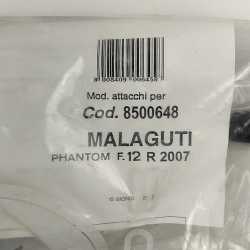 Mod. attacchi per
Cod. 8500648
MALAGUTI
PHANTOM F.12 R 2007